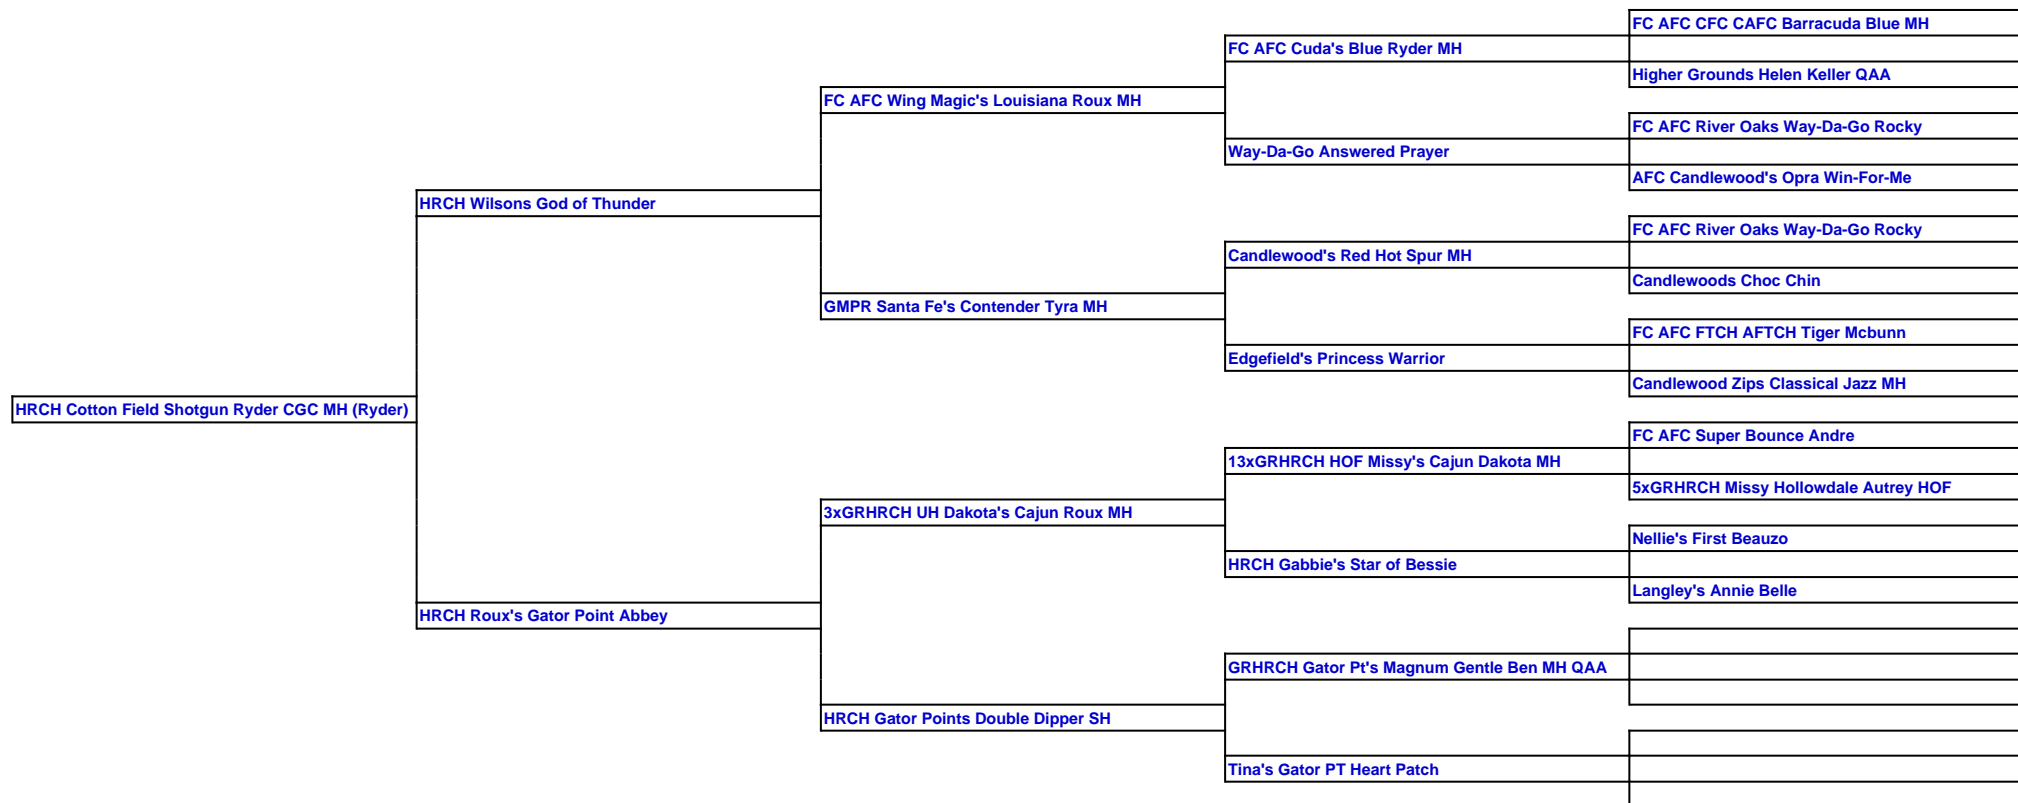 FC AFC CFC CAFC Barracuda Blue MH
FC AFC Cuda's Blue Ryder MH
Higher Grounds Helen Keller QAA
FC AFC Wing Magic's Louisiana Roux MH
FC AFC River Oaks Way-Da-Go Rocky
Way-Da-Go Answered Prayer
AFC Candlewood's Opra Win-For-Me
HRCH Wilsons God of Thunder
FC AFC River Oaks Way-Da-Go Rocky
Candlewood's Red Hot Spur MH
Candlewoods Choc Chin
GMPR Santa Fe's Contender Tyra MH
FC AFC FTCH AFTCH Tiger Mcbunn
Edgefield's Princess Warrior
Candlewood Zips Classical Jazz MH
HRCH Cotton Field Shotgun Ryder CGC MH (Ryder)
FC AFC Super Bounce Andre
13xGRHRCH HOF Missy's Cajun Dakota MH
5xGRHRCH Missy Hollowdale Autrey HOF
3xGRHRCH UH Dakota's Cajun Roux MH
Nellie's First Beauzo
HRCH Gabbie's Star of Bessie
Langley's Annie Belle
HRCH Roux's Gator Point Abbey
GRHRCH Gator Pt's Magnum Gentle Ben MH QAA
HRCH Gator Points Double Dipper SH
Tina's Gator PT Heart Patch